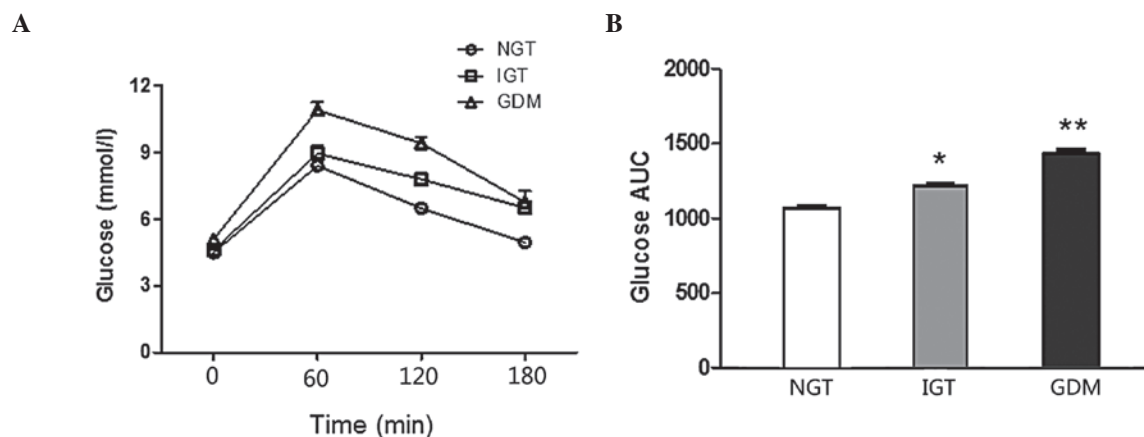 A
NGT
IGT
GDM
Glucose (mmol/l)
12
9
6
3
0
0 60 120 180
Time (min)
B
Glucose AUC
2000
1500
1000
500
0
*
**
NGT IGT GDM